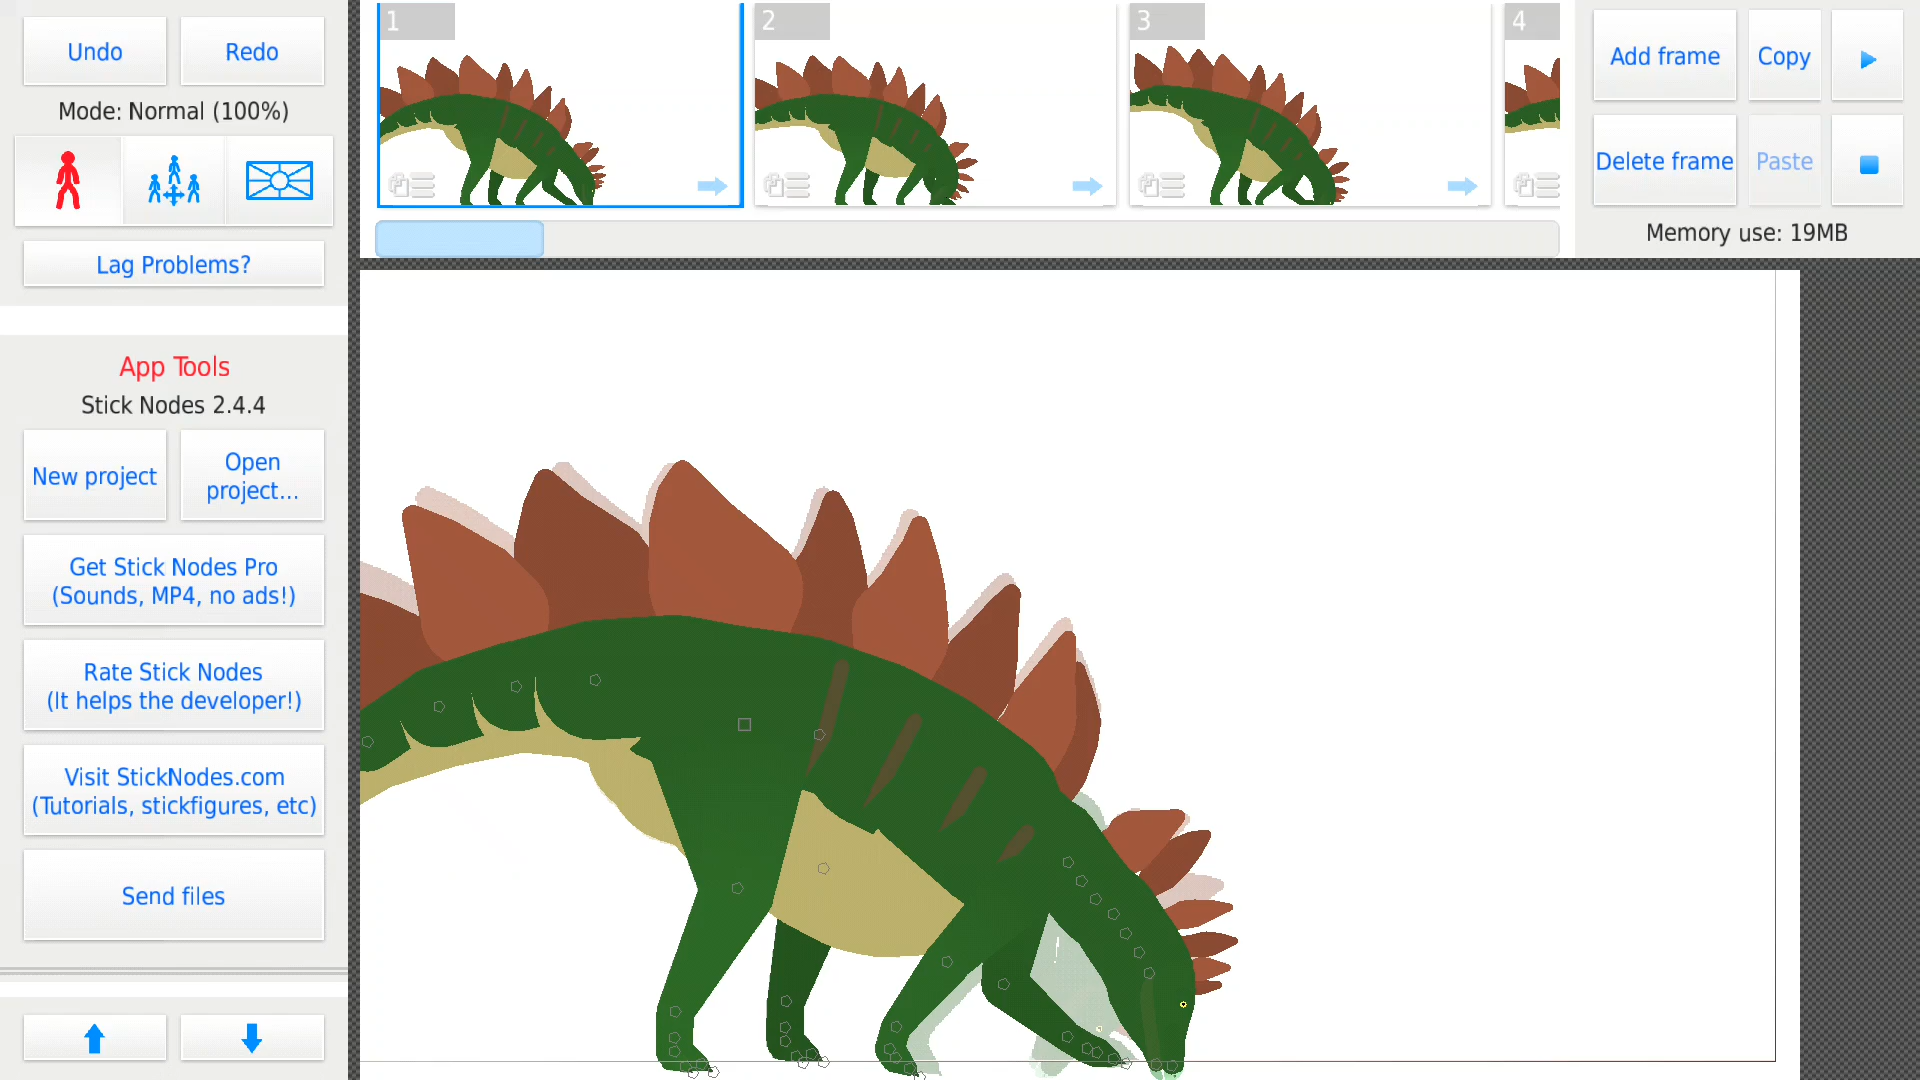 Undo
Redo
Mode: Normal (100%)
Lag Problems?
App Tools
Stick Nodes 2.4.4
New project
Open
project...
Get Stick Nodes Pro
(Sounds, MP4, no ads!)
Rate Stick Nodes
(It helps the developer!)
Visit StickNodes.com
(Tutorials, stickfigures, etc)
Send files
1
2
3
4
Add frame
Copy
Delete frame
Paste
Memory use: 19MB